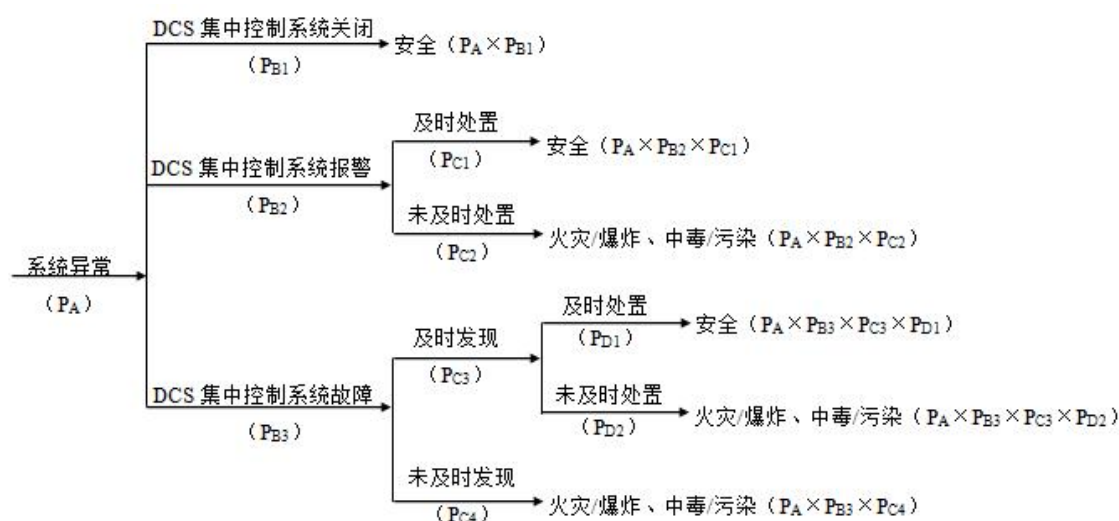 DCS 集中控制系统关闭
（PB1）
安全（PA×PB1）
及时处置
（PC1）
安全（PA×PB2×PC1）
DCS 集中控制系统报警
（PB2）
未及时处置
（PC2）
火灾/爆炸、中毒/污染（PA×PB2×PC2）
系统异常
（PA）
及时处置
（PD1）
安全（PA×PB3×PC3×PD1）
及时发现
（PC3）
未及时处置
（PD2）
火灾/爆炸、中毒/污染（PA×PB3×PC3×PD2）
DCS 集中控制系统故障
（PB3）
未及时发现
（PC4）
火灾/爆炸、中毒/污染（PA×PB3×PC4）